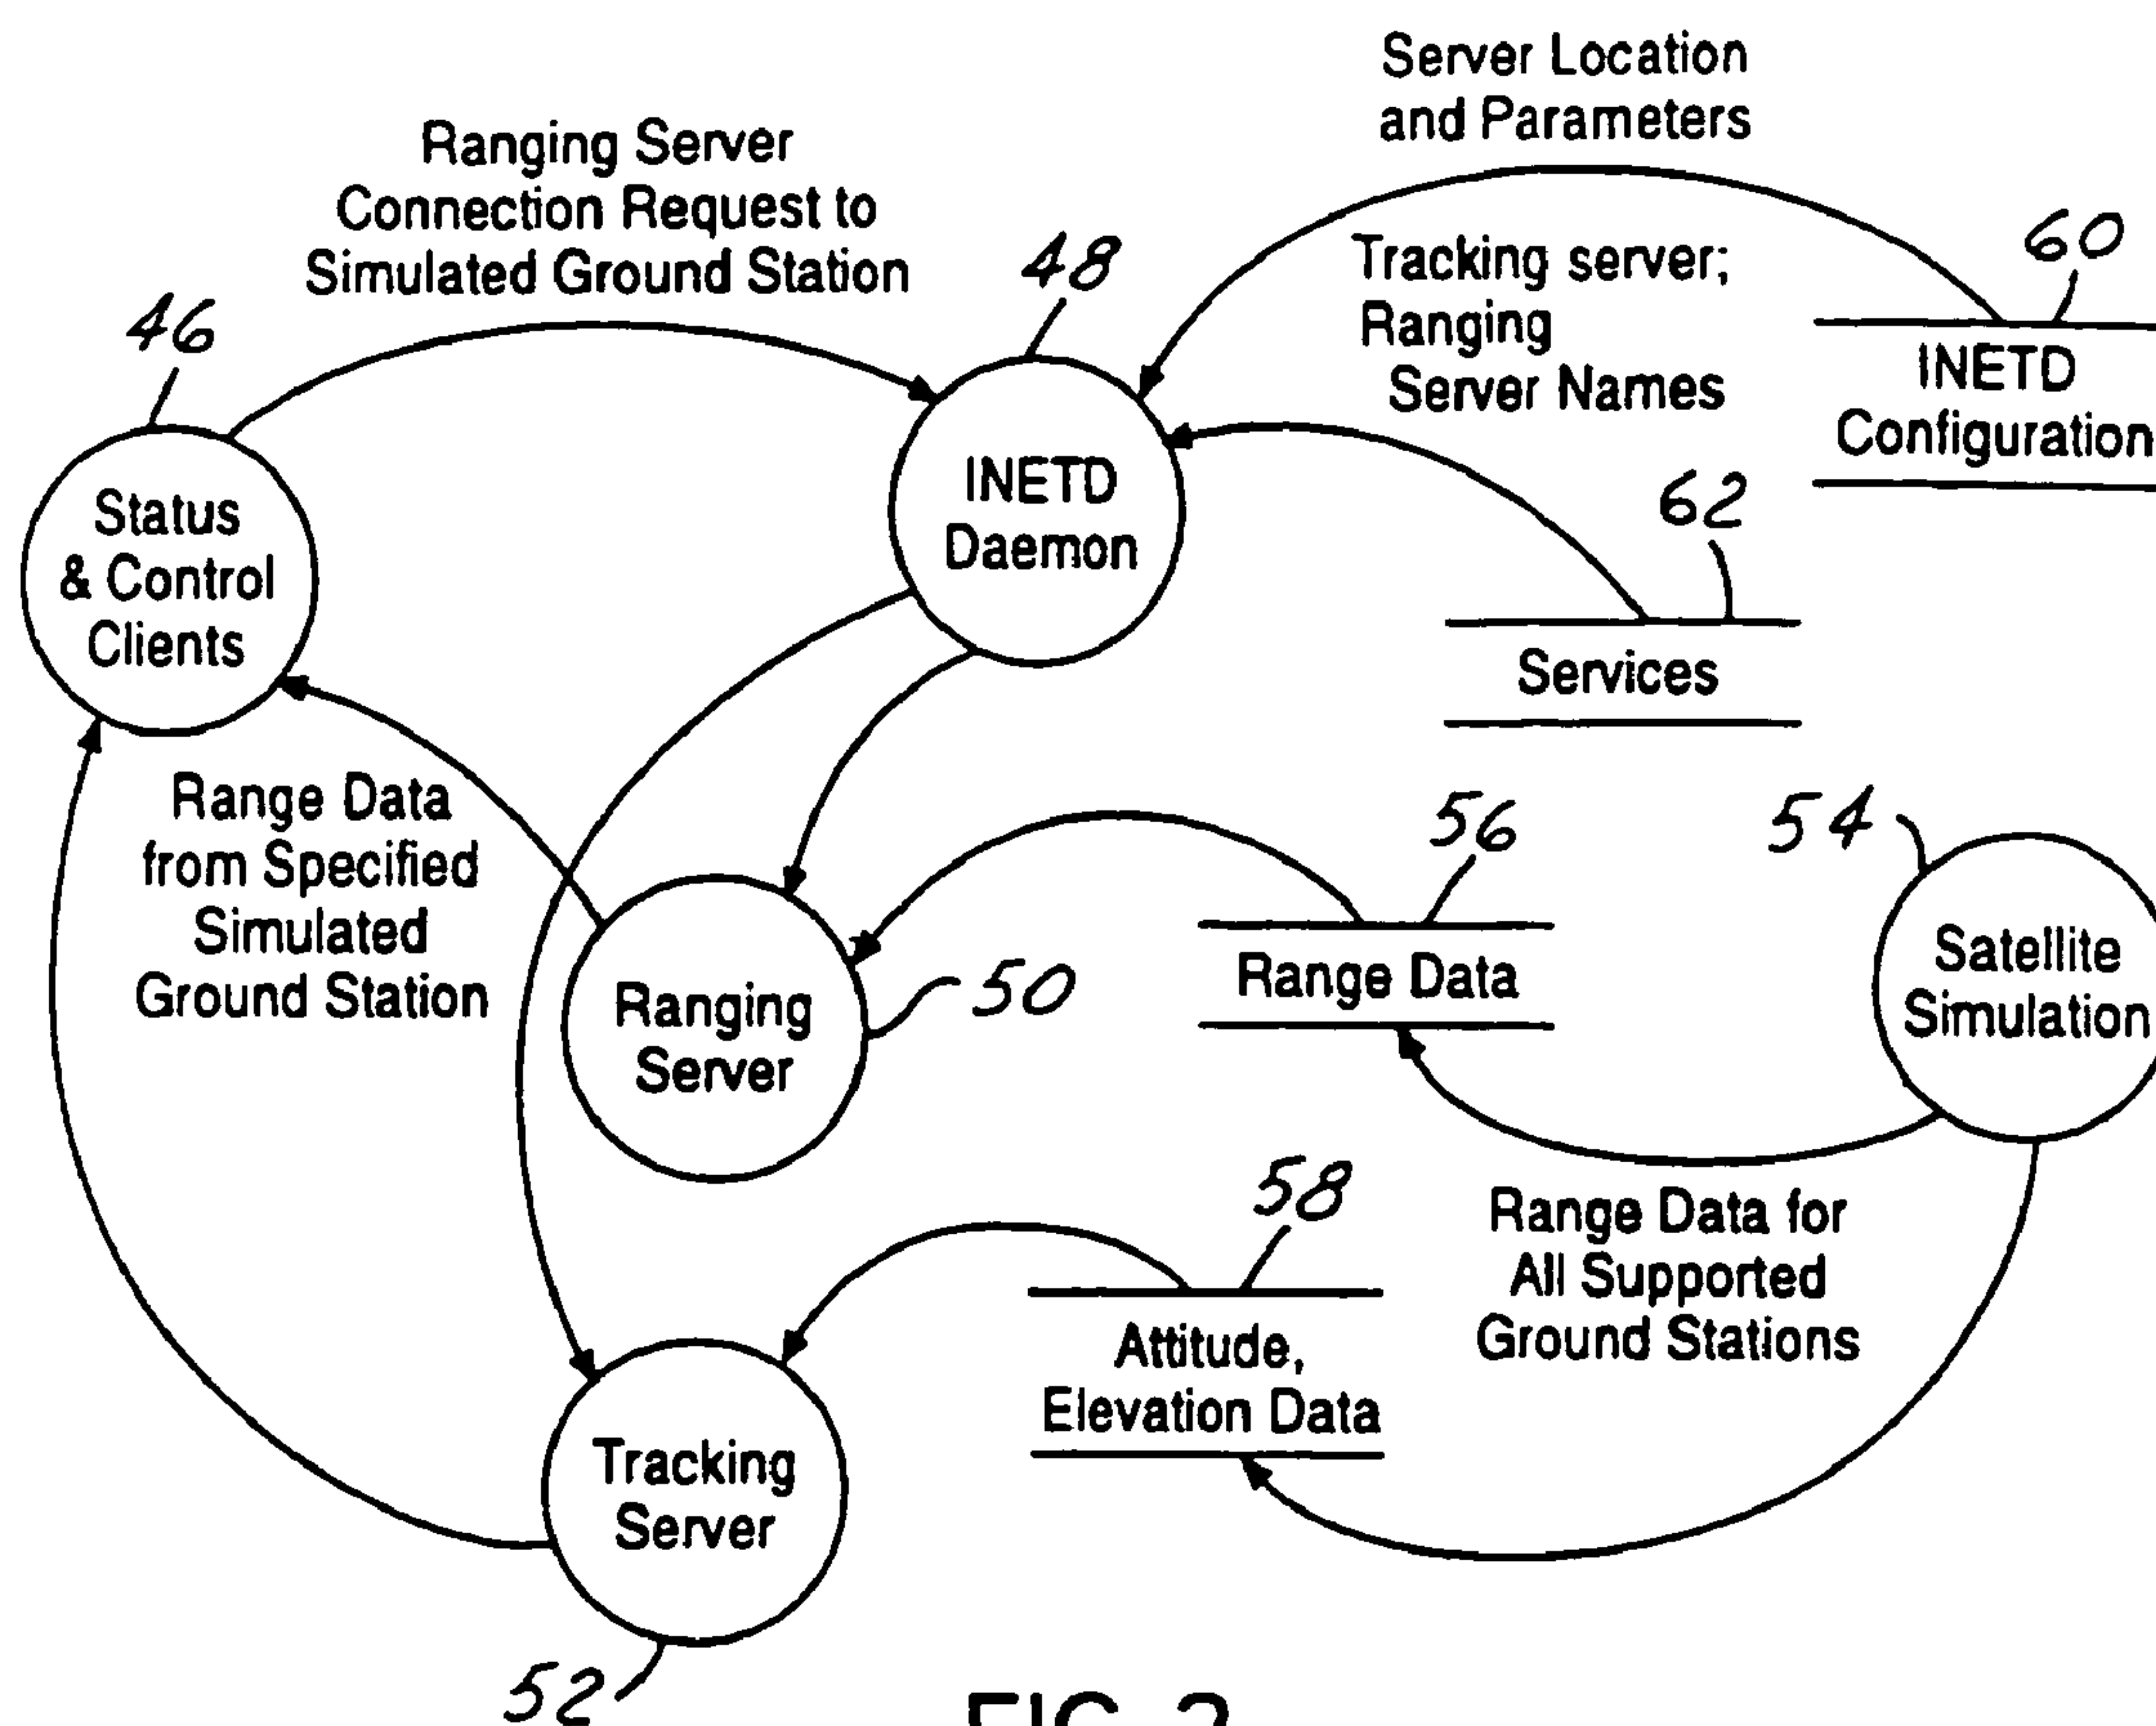 Server Location
and Parameters
Ranging Server
Connection Request to
Simulated Ground Station
60
48
Tracking server;
Ranging
Server Names
46
INETD
Configuration
INETD
Daemon
62
Status
& Control
Clients
Services
Range Data
from Specified
Simulated
Ground Station
56
54
Satellite
Simulation
Range Data
50
Ranging
Server
58
Range Data for
All Supported
Ground Stations
Attitude,
Elevation Data
Tracking
Server
52
FIG.